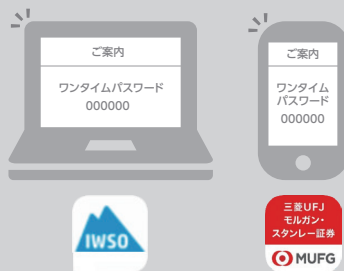 ご案内
ワンタイムパスワード
000000
ご案内
ワンタイム
パスワード
000000
IWSO
三菱UFJ
モルガン・
スタンレー証券
MUFG